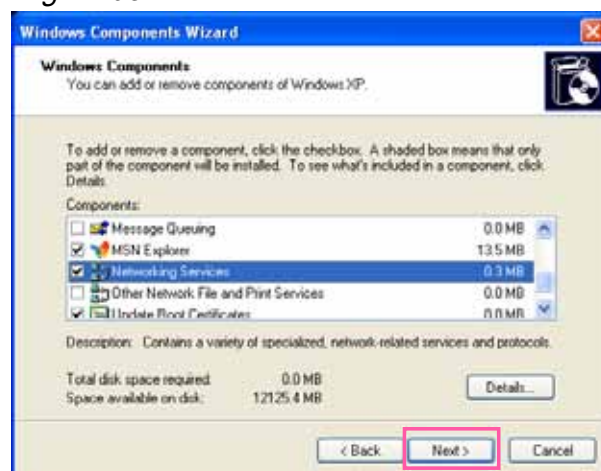 Windows Components Wizard
Windows Components
You can add or remove components of Windows XP.
To add or remove a component, click the checkbox. A shaded box means that only
part of the component will be installed. To see what's included in a component, click
Details.
Components:
Message Queuing 0.0 MB
MSN Explorer 13.5 MB
Networking Services 0.3 MB
Other Network File and Print Services 0.0 MB
Update Root Certificates 0.0 MB
Description: Contains a variety of specialized, network-related services and protocols.
Total disk space required: 0.0 MB
Space available on disk: 12125.4 MB
Details...
< Back Next > Cancel